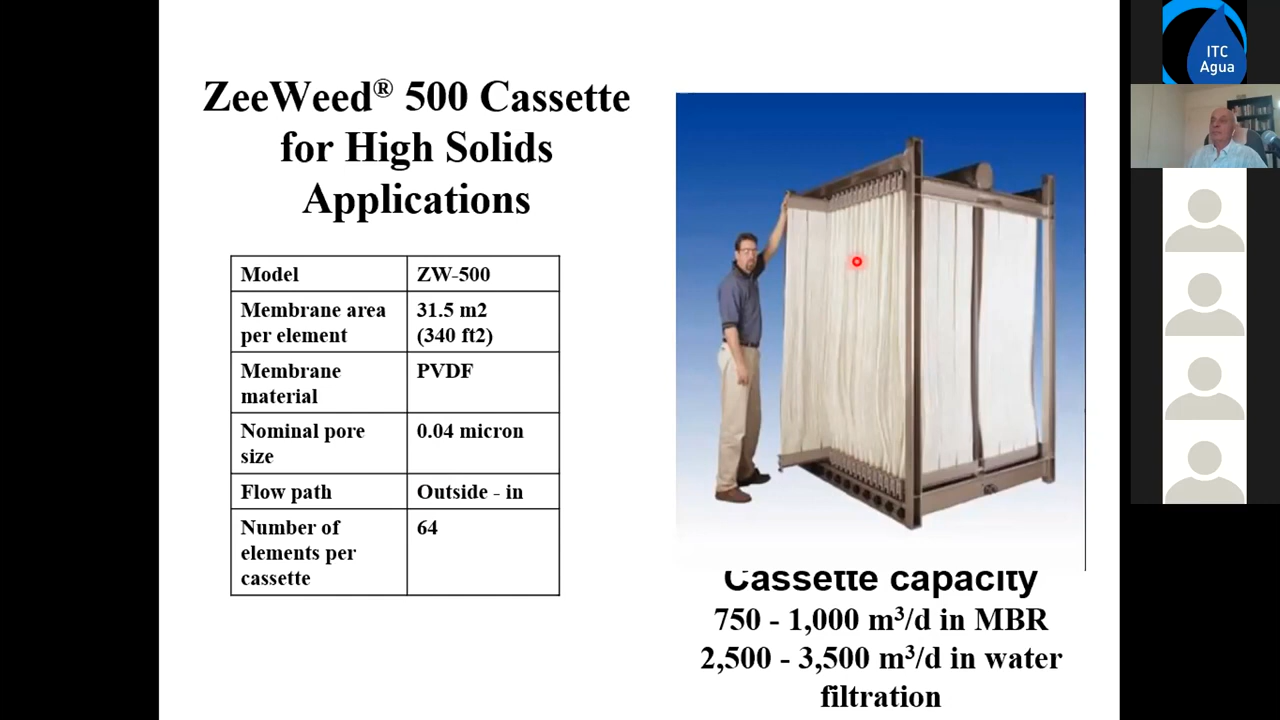 ZeeWeed® 500 Cassette
for High Solids
Applications
Model
ZW-500
Membrane area
per element
31.5 m2
(340 ft2)
Membrane
material
PVDF
Nominal pore
size
0.04 micron
Flow path
Outside - in
Number of
elements per
cassette
64
Cassette capacity
750 - 1,000 m³/d in MBR
2,500 - 3,500 m³/d in water
filtration
ITC
Agua